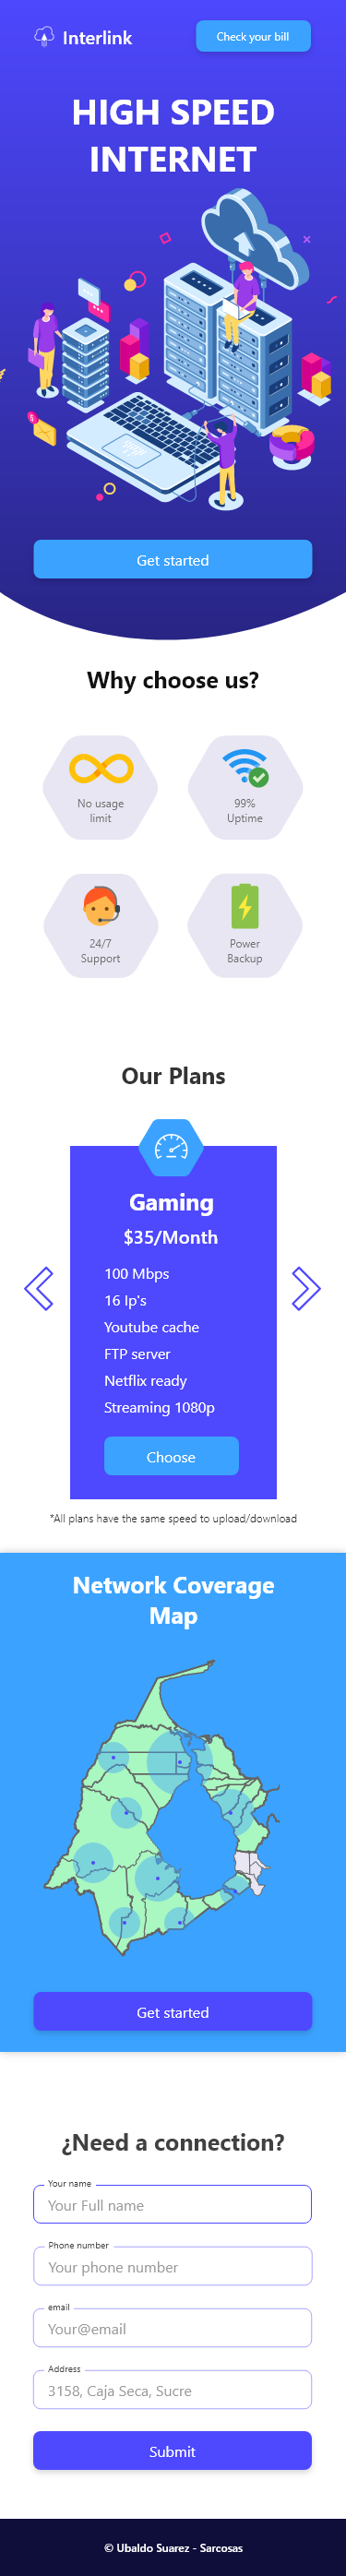 Interlink
Check your bill
HIGH SPEED
INTERNET
Get started
Why choose us?
No usage
limit
99%
Uptime
24/7
Support
Power
Backup
Our Plans
Gaming
$35/Month
100 Mbps
16 Ip's
Youtube cache
FTP server
Netflix ready
Streaming 1080p
Choose
*All plans have the same speed to upload/download
Network Coverage
Map
Get started
¿Need a connection?
Your name
Your Full name
Phone number
Your phone number
email
Your@email
Address
3158, Caja Seca, Sucre
Submit
© Ubaldo Suarez - Sarcosas